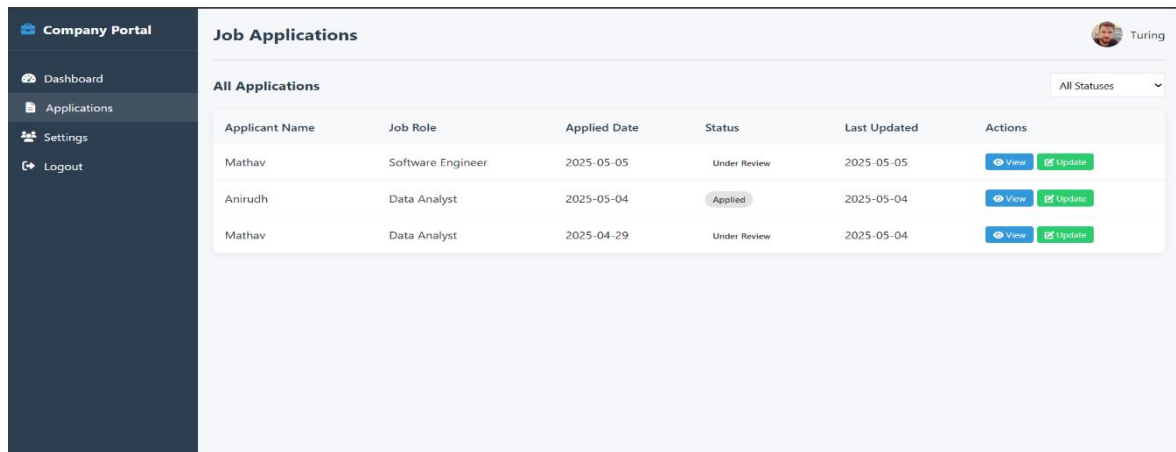 Company Portal
Dashboard
Applications
Settings
Logout
Job Applications
Turing
All Applications
All Statuses
Applicant Name Job Role Applied Date Status Last Updated Actions
Mathav Software Engineer 2025-05-05 Under Review 2025-05-05 View Update
Anirudh Data Analyst 2025-05-04 Applied 2025-05-04 View Update
Mathav Data Analyst 2025-04-29 Under Review 2025-05-04 View Update